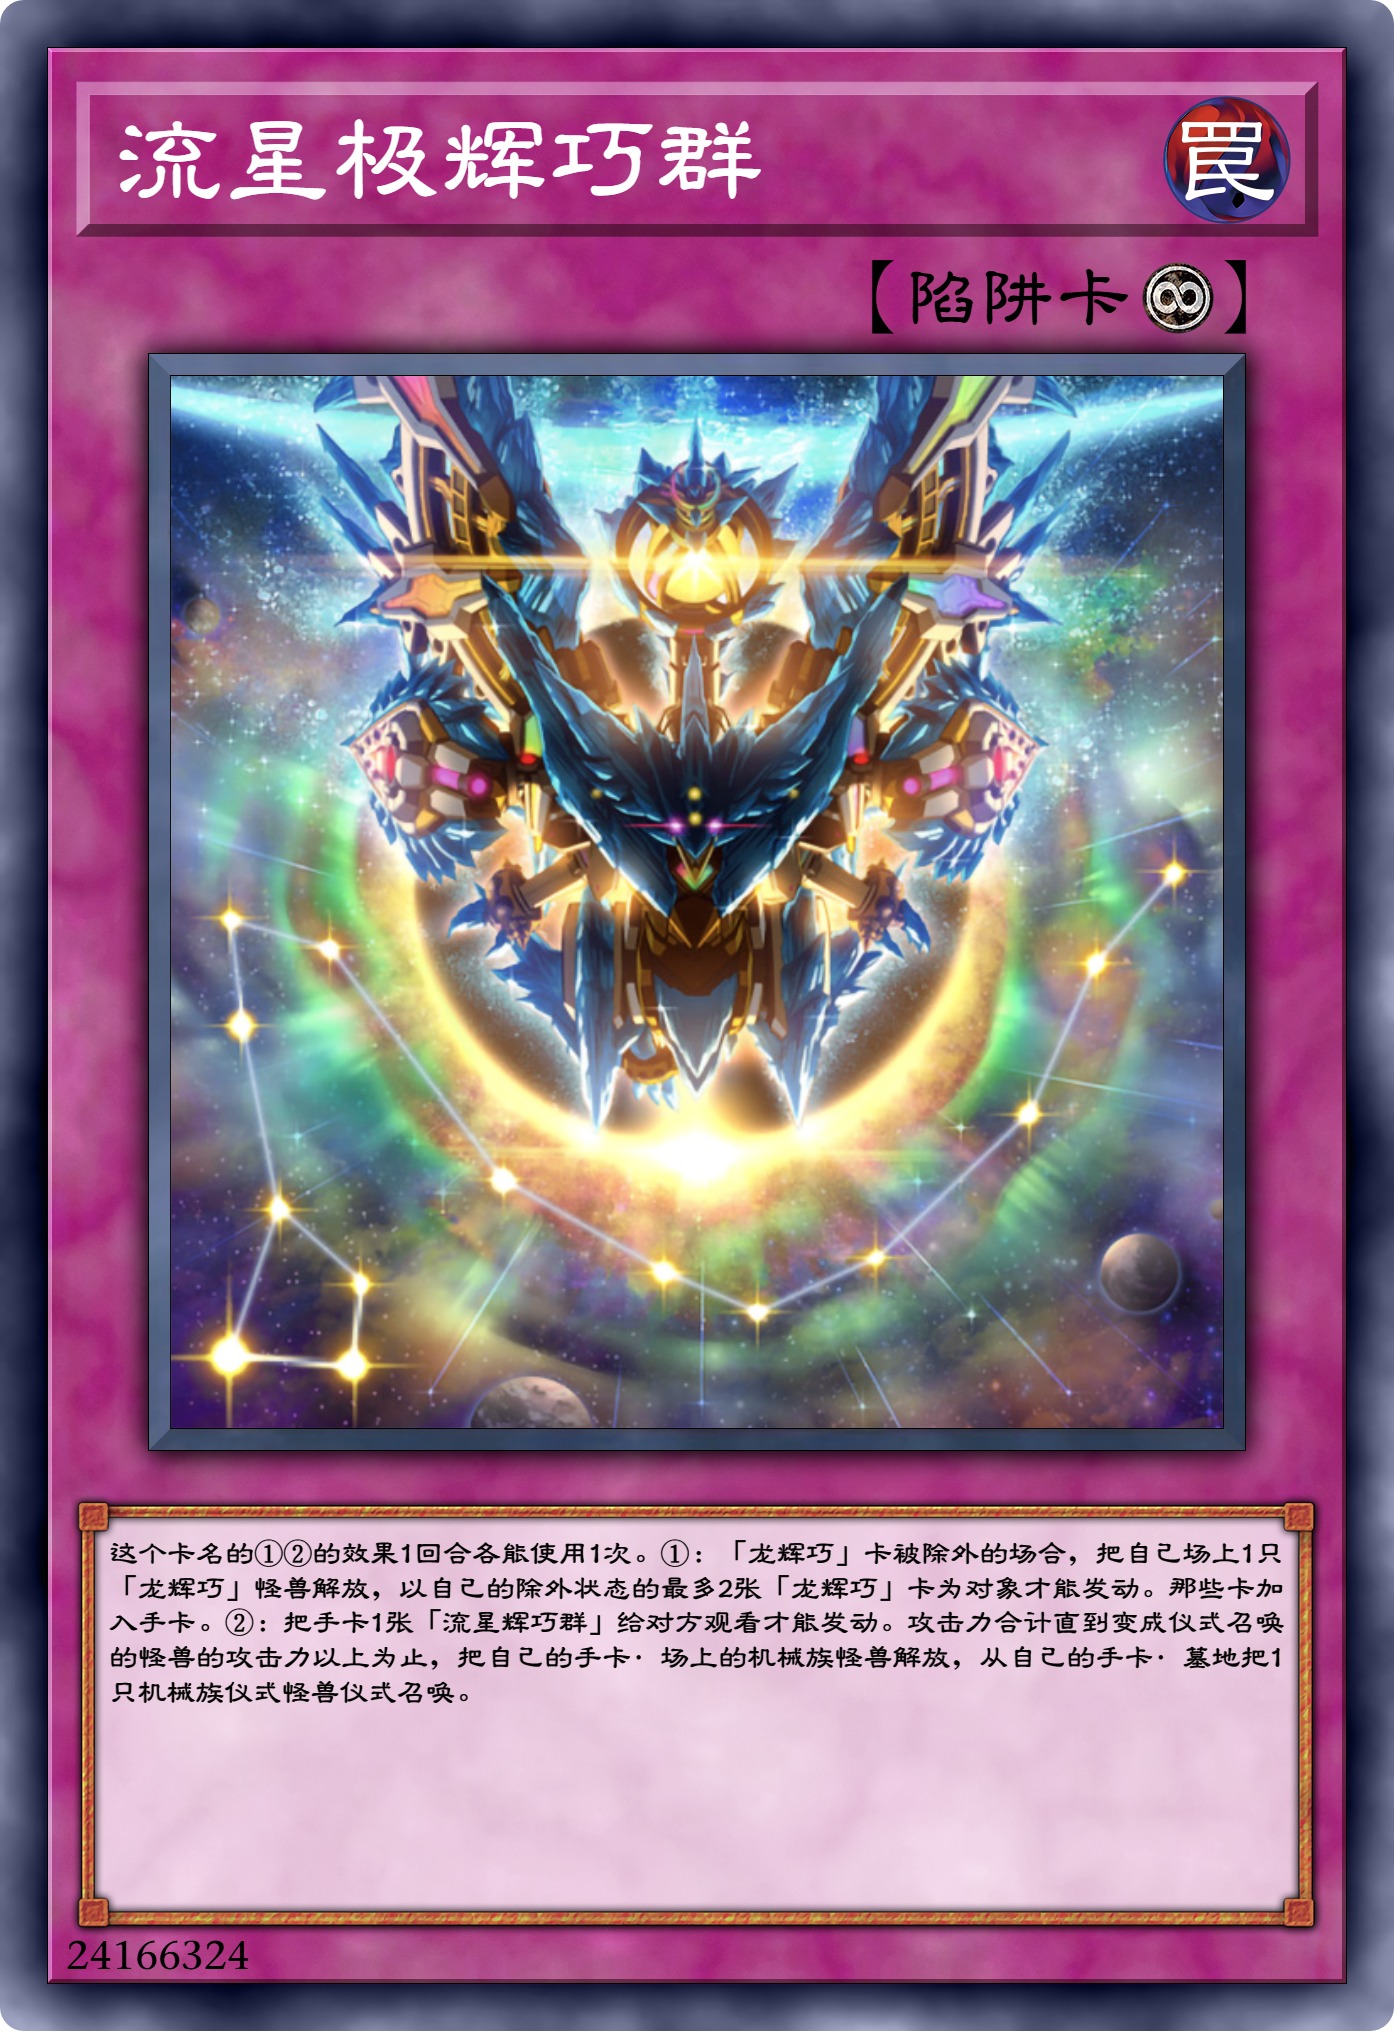 流星极辉巧群
罠
【陷阱卡】
这个卡名的①②的效果1回合各能使用1次。①：「龙辉巧」卡被除外的场合，把自己场上1只
「龙辉巧」怪兽解放，以自己的除外状态的最多2张「龙辉巧」卡为对象才能发动。那些卡加
入手卡。②：把手卡1张「流星辉巧群」给对方观看才能发动。攻击力合计直到变成仪式召唤
的怪兽的攻击力以上为止，把自己的手卡·场上的机械族怪兽解放，从自己的手卡·墓地把1
只机械族仪式怪兽仪式召唤。
24166324